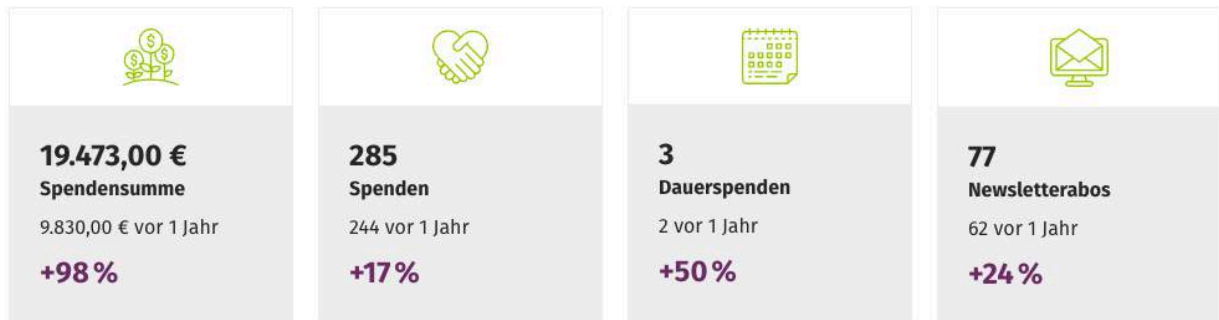 19.473,00 €
Spendensumme
9.830,00 € vor 1 Jahr
+98 %
285
Spenden
244 vor 1 Jahr
+17 %
3
Dauerspenden
2 vor 1 Jahr
+50 %
77
Newsletterabos
62 vor 1 Jahr
+24 %